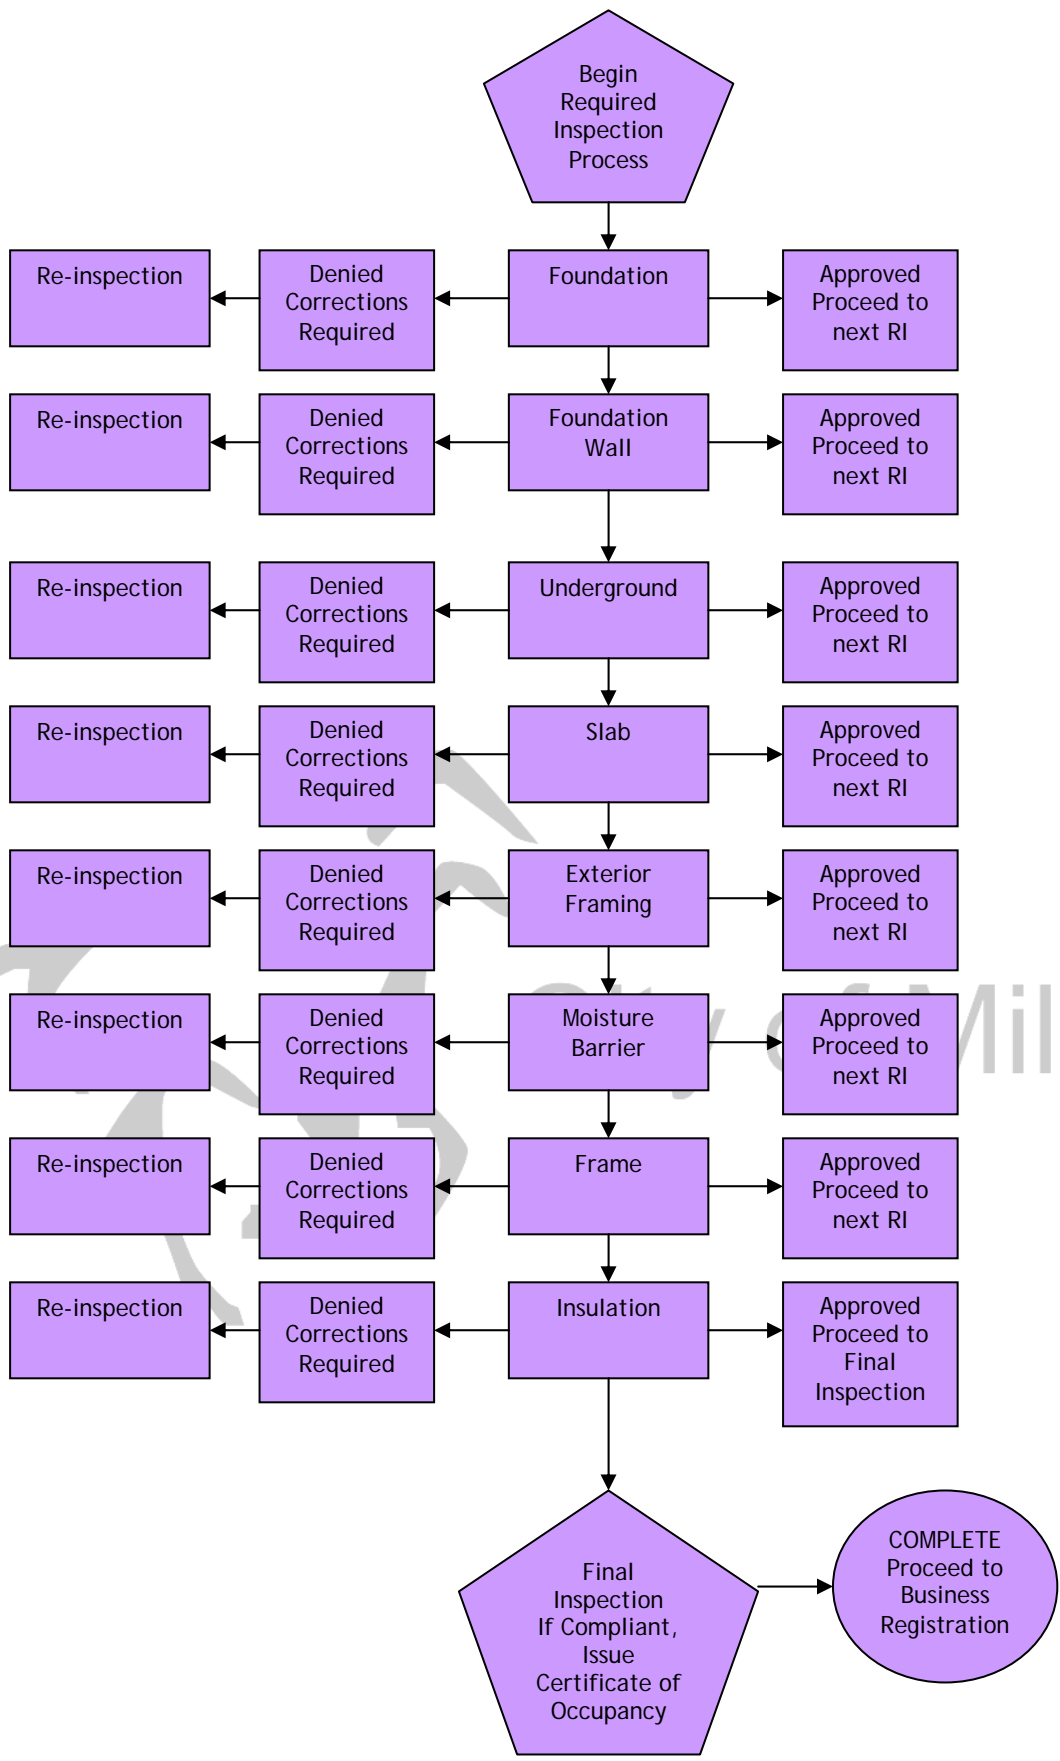 Begin
Required
Inspection
Process
Re-inspection
Denied
Corrections
Required
Foundation
Approved
Proceed to
next RI
Re-inspection
Denied
Corrections
Required
Foundation
Wall
Approved
Proceed to
next RI
Re-inspection
Denied
Corrections
Required
Underground
Approved
Proceed to
next RI
Re-inspection
Denied
Corrections
Required
Slab
Approved
Proceed to
next RI
Re-inspection
Denied
Corrections
Required
Exterior
Framing
Approved
Proceed to
next RI
Re-inspection
Denied
Corrections
Required
Moisture
Barrier
Approved
Proceed to
next RI
Re-inspection
Denied
Corrections
Required
Frame
Approved
Proceed to
next RI
Re-inspection
Denied
Corrections
Required
Insulation
Approved
Proceed to
Final
Inspection
Final
Inspection
If Compliant,
Issue
Certificate of
Occupancy
COMPLETE
Proceed to
Business
Registration